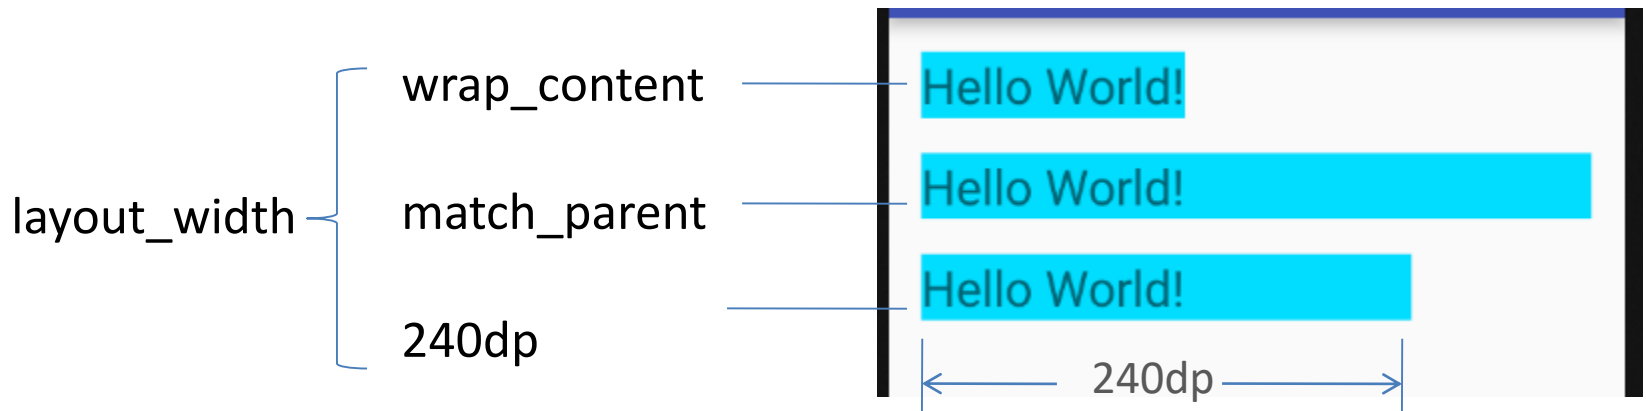 wrap_content
Hello World!
layout_width
match_parent
Hello World!
240dp
Hello World!
240dp